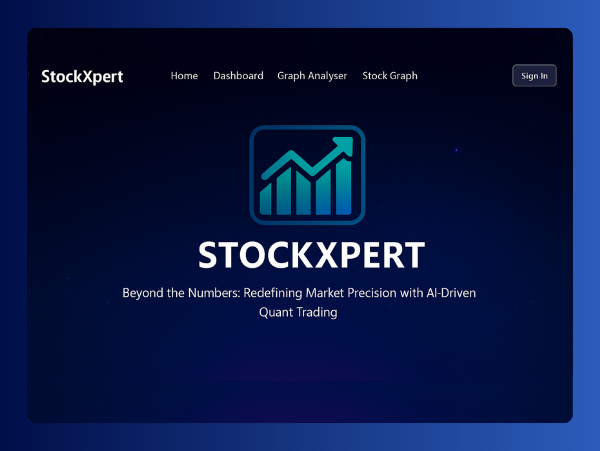 StockXpert Home Dashboard Graph Analyser Stock Graph Sign In
STOCKXPERT
Beyond the Numbers: Redefining Market Precision with AI-Driven
Quant Trading